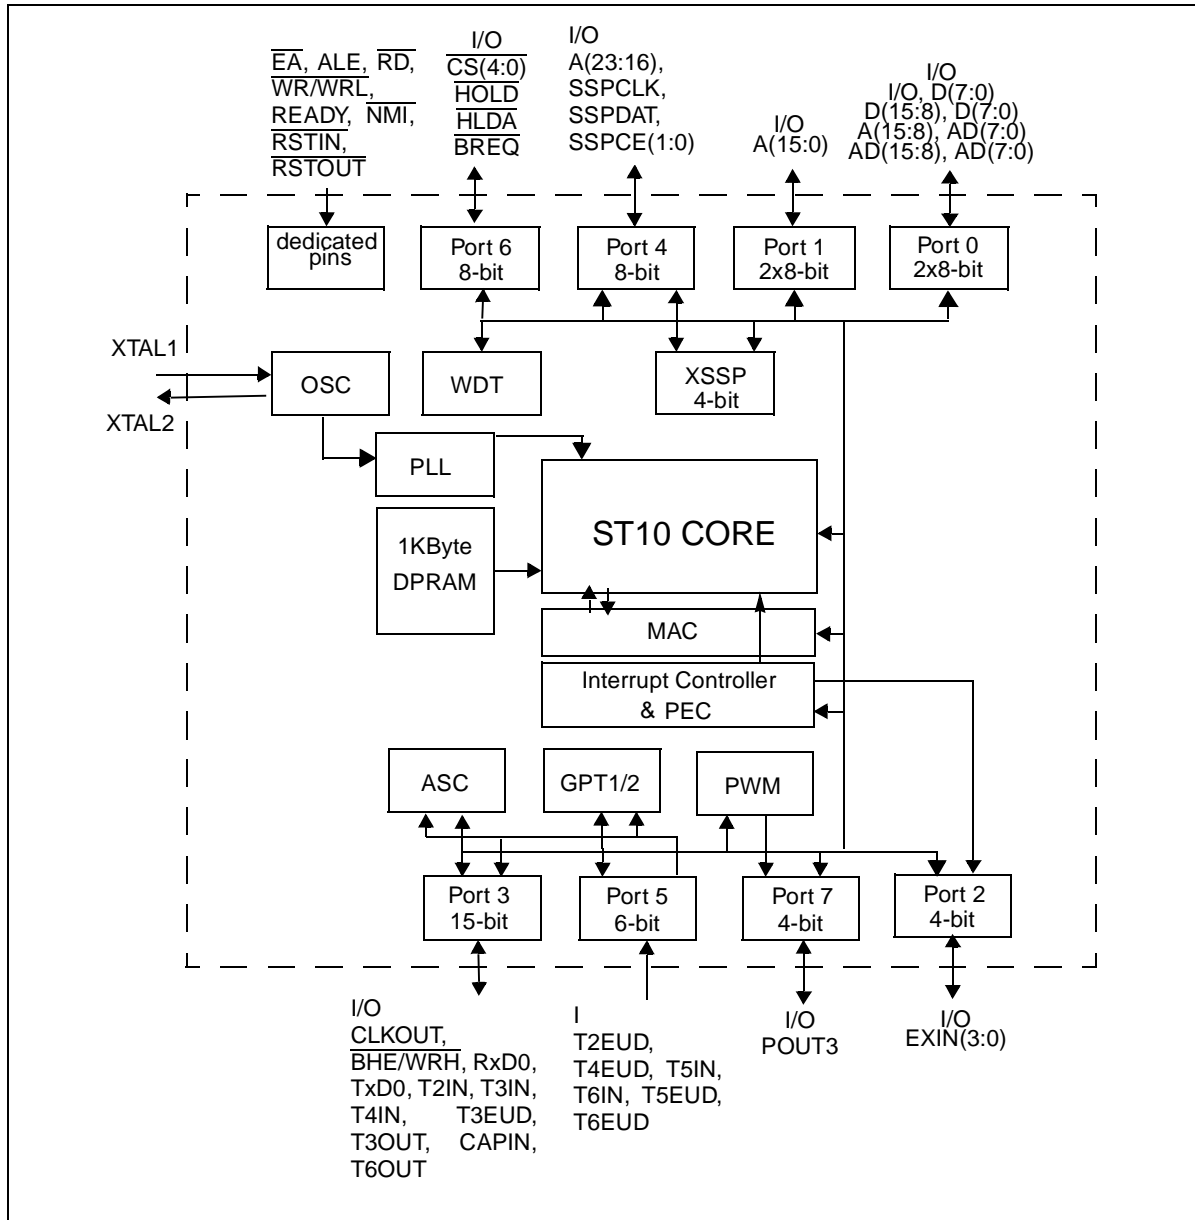 EA, ALE, RD,
WR/WRL,
READY, NMI,
RSTIN,
RSTOUT
I/O
CS(4:0)
HOLD
HLDA
BREQ
I/O
A(23:16),
SSPCLK,
SSPDAT,
SSPCE(1:0)
I/O
A(15:0)
I/O
I/O, D(7:0)
D(15:8), D(7:0)
A(15:8), AD(7:0)
AD(15:8), AD(7:0)
dedicated
pins
Port 6
8-bit
Port 4
8-bit
Port 1
2x8-bit
Port 0
2x8-bit
XTAL1
XTAL2
OSC
WDT
XSSP
4-bit
PLL
1KByte
DPRAM
ST10 CORE
MAC
Interrupt Controller
& PEC
ASC
GPT1/2
PWM
Port 3
15-bit
Port 5
6-bit
Port 7
4-bit
Port 2
4-bit
I/O
CLKOUT,
BHE/WRH, RxD0,
TxD0, T2IN, T3IN,
T4IN, T3EUD,
T3OUT, CAPIN,
T6OUT
I
T2EUD,
T4EUD, T5IN,
T6IN, T5EUD,
T6EUD
I/O
POUT3
I/O
EXIN(3:0)